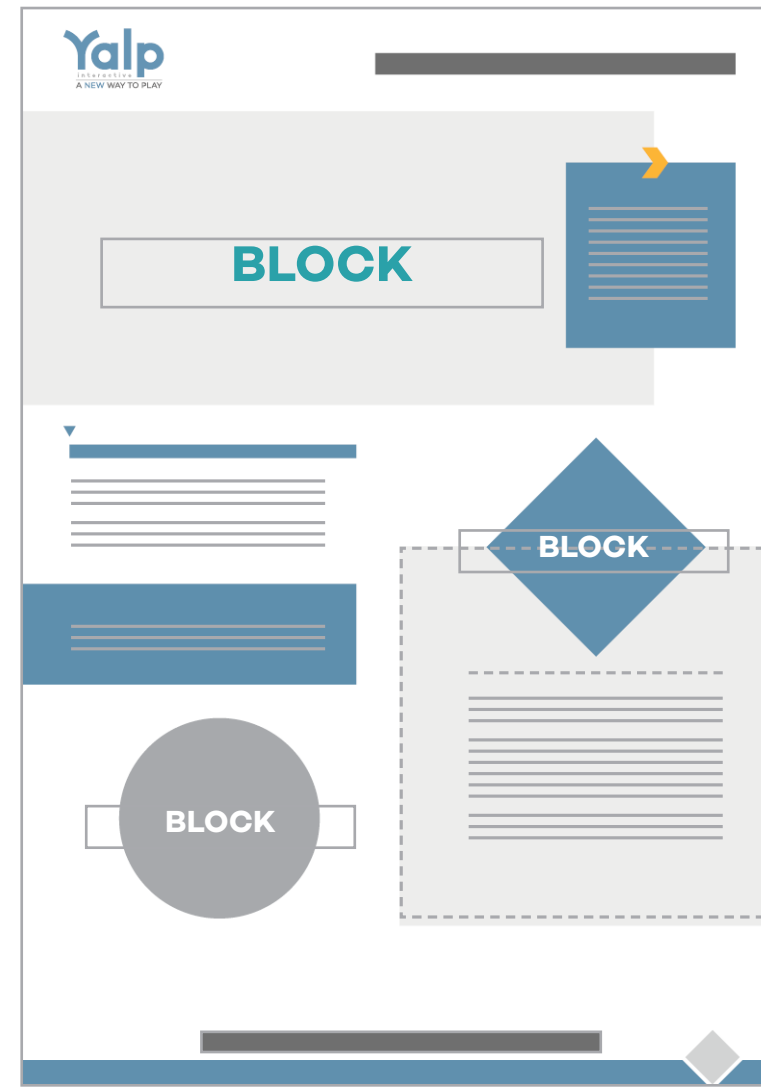 Yalp
interactive
A NEW WAY TO PLAY
BLOCK
BLOCK
BLOCK